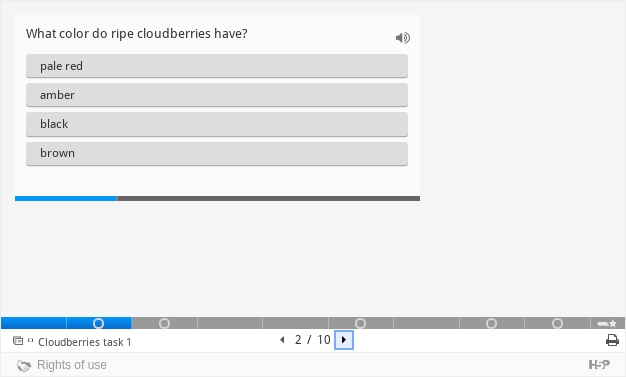 What color do ripe cloudberries have?
pale red
amber
black
brown
Cloudberries task 1
2 / 10
Rights of use
H5P